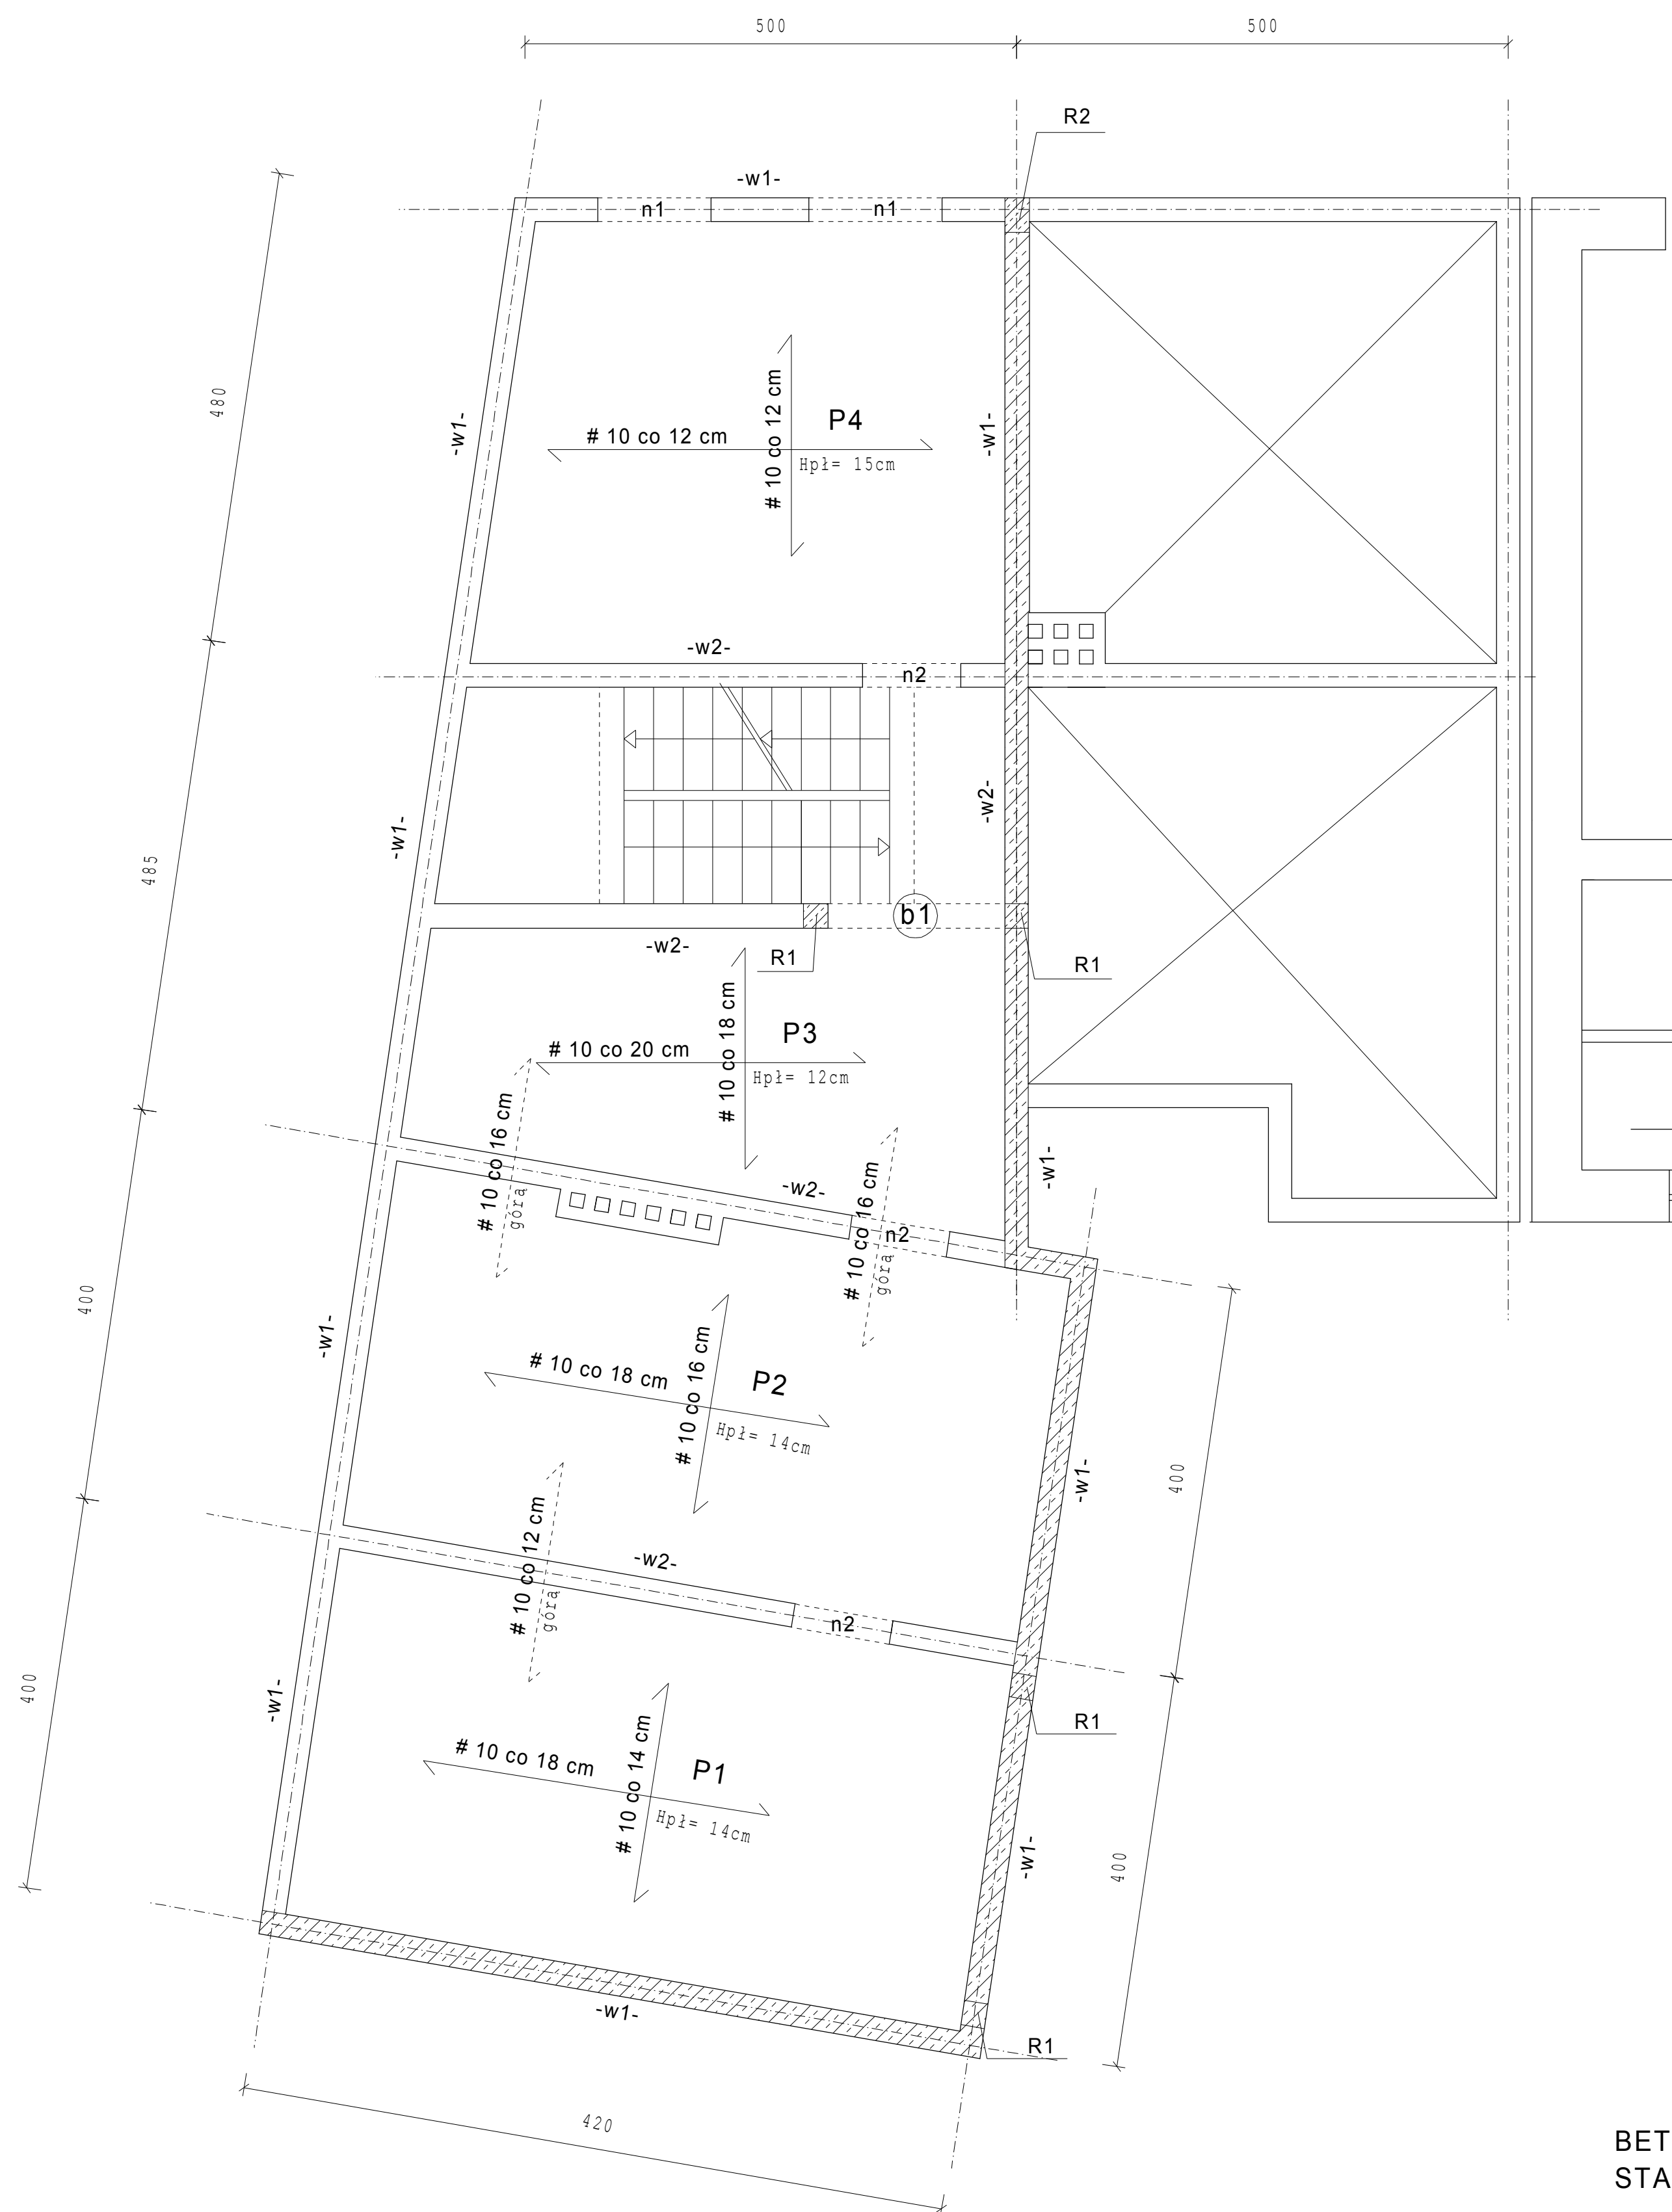 500
500
R2
-w1-
n1
n1
480
-w1-
# 10 co 12 cm
# 10 co 12 cm
P4
Hpł= 15cm
-w1-
-w2-
n2
-w2-
485
-w1-
b1
-w2-
R1
R1
# 10 co 20 cm
# 10 co 18 cm
P3
Hpł= 12cm
# 10 co 16 cm
górą
-w2-
# 10 co 16 cm
górą
n2
-w1-
400
-w1-
# 10 co 18 cm
# 10 co 16 cm
P2
Hpł= 14cm
-w1-
400
# 10 co 12 cm
górą
-w2-
n2
400
-w1-
# 10 co 18 cm
# 10 co 14 cm
P1
Hpł= 14cm
R1
-w1-
400
-w1-
R1
420
BET
STA